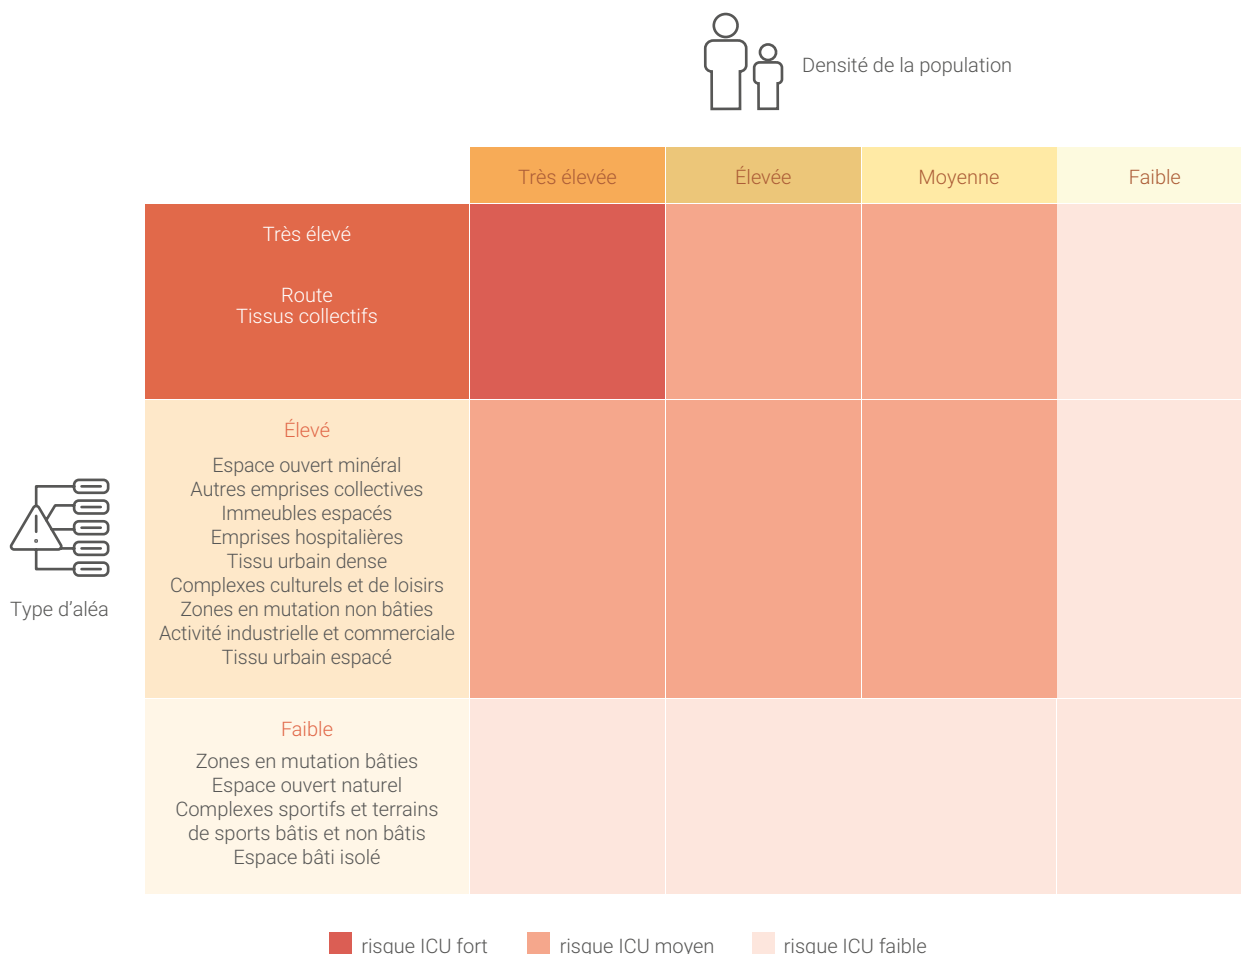 Densité de la population
Très élevée
Élevée
Moyenne
Faible
Très élevé
Route
Tissus collectifs
Élevé
Espace ouvert minéral
Autres emprises collectives
Immeubles espacés
Emprises hospitalières
Tissu urbain dense
Complexes culturels et de loisirs
Zones en mutation non bâties
Activité industrielle et commerciale
Tissu urbain espacé
Type d'aléa
Faible
Zones en mutation bâties
Espace ouvert naturel
Complexes sportifs et terrains
de sports bâtis et non bâtis
Espace bâti isolé
risque ICU fort
risque ICU moyen
risque ICU faible